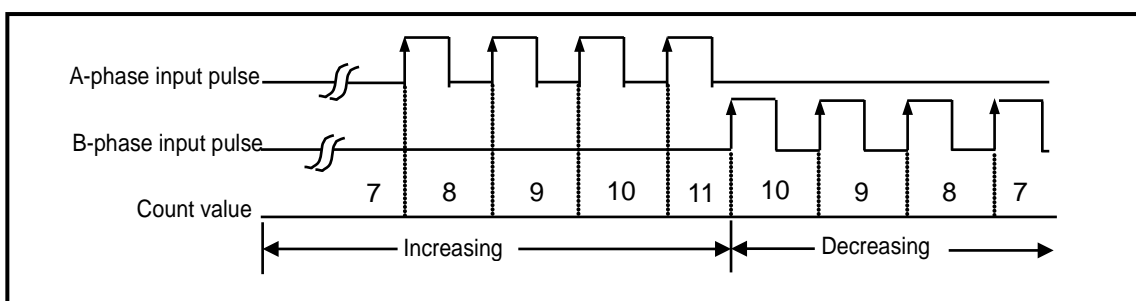 A-phase input pulse
B-phase input pulse
7 8 9 10 11 10 9 8 7
Count value
Increasing Decreasing